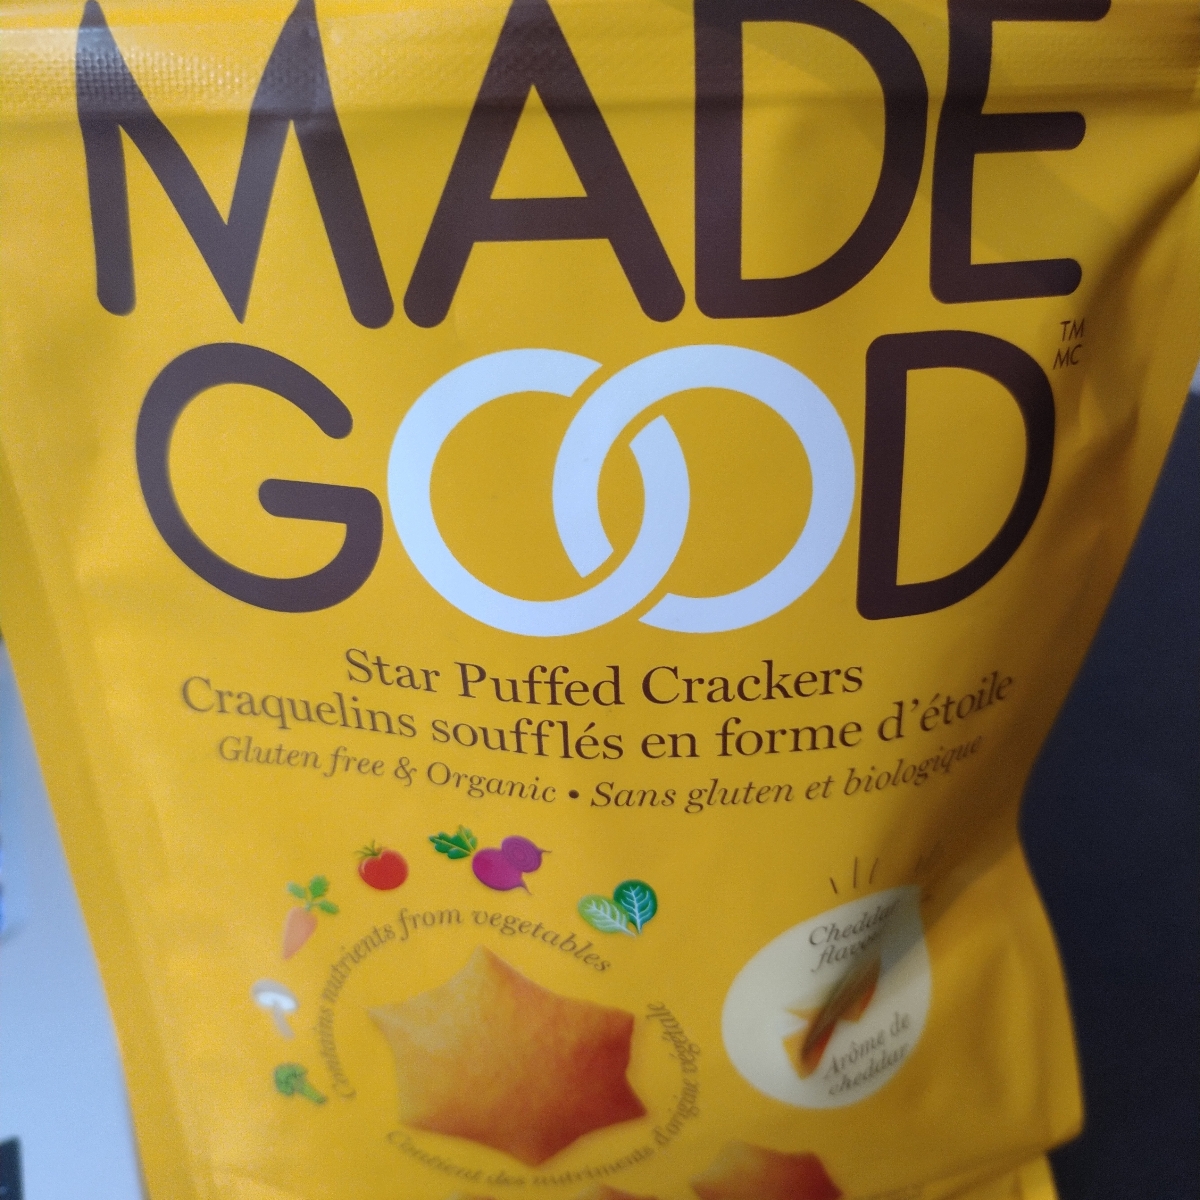 MADE
GOOD
TM
MC
Star Puffed Crackers
Craquelins soufflés en forme d'étoile
Gluten free & Organic • Sans gluten et biologique
Contains nutrients from vegetables
Contient des nutriments d'origine végétale
Cheddar
flavour
Arôme de
cheddar